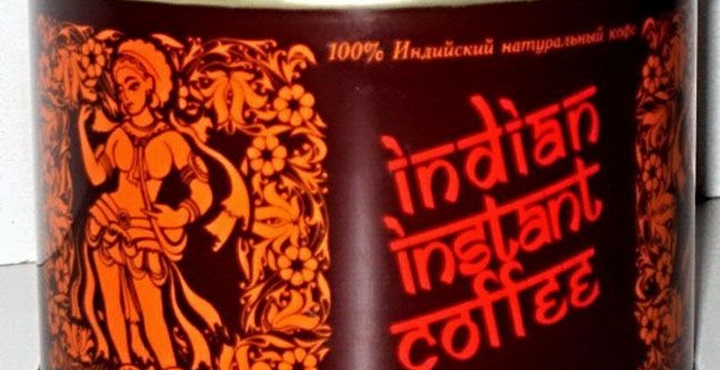 100% Индийский натуральный кофе
indian
instant
coffee